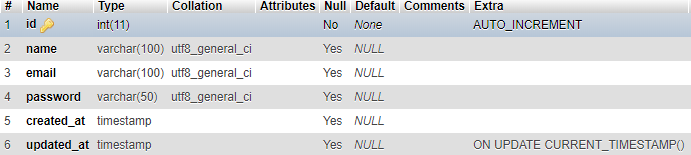 # Name Type Collation Attributes Null Default Comments Extra
1 id int(11) No None AUTO_INCREMENT
2 name varchar(100) utf8_general_ci Yes NULL
3 email varchar(100) utf8_general_ci Yes NULL
4 password varchar(50) utf8_general_ci Yes NULL
5 created_at timestamp Yes NULL
6 updated_at timestamp Yes NULL ON UPDATE CURRENT_TIMESTAMP()